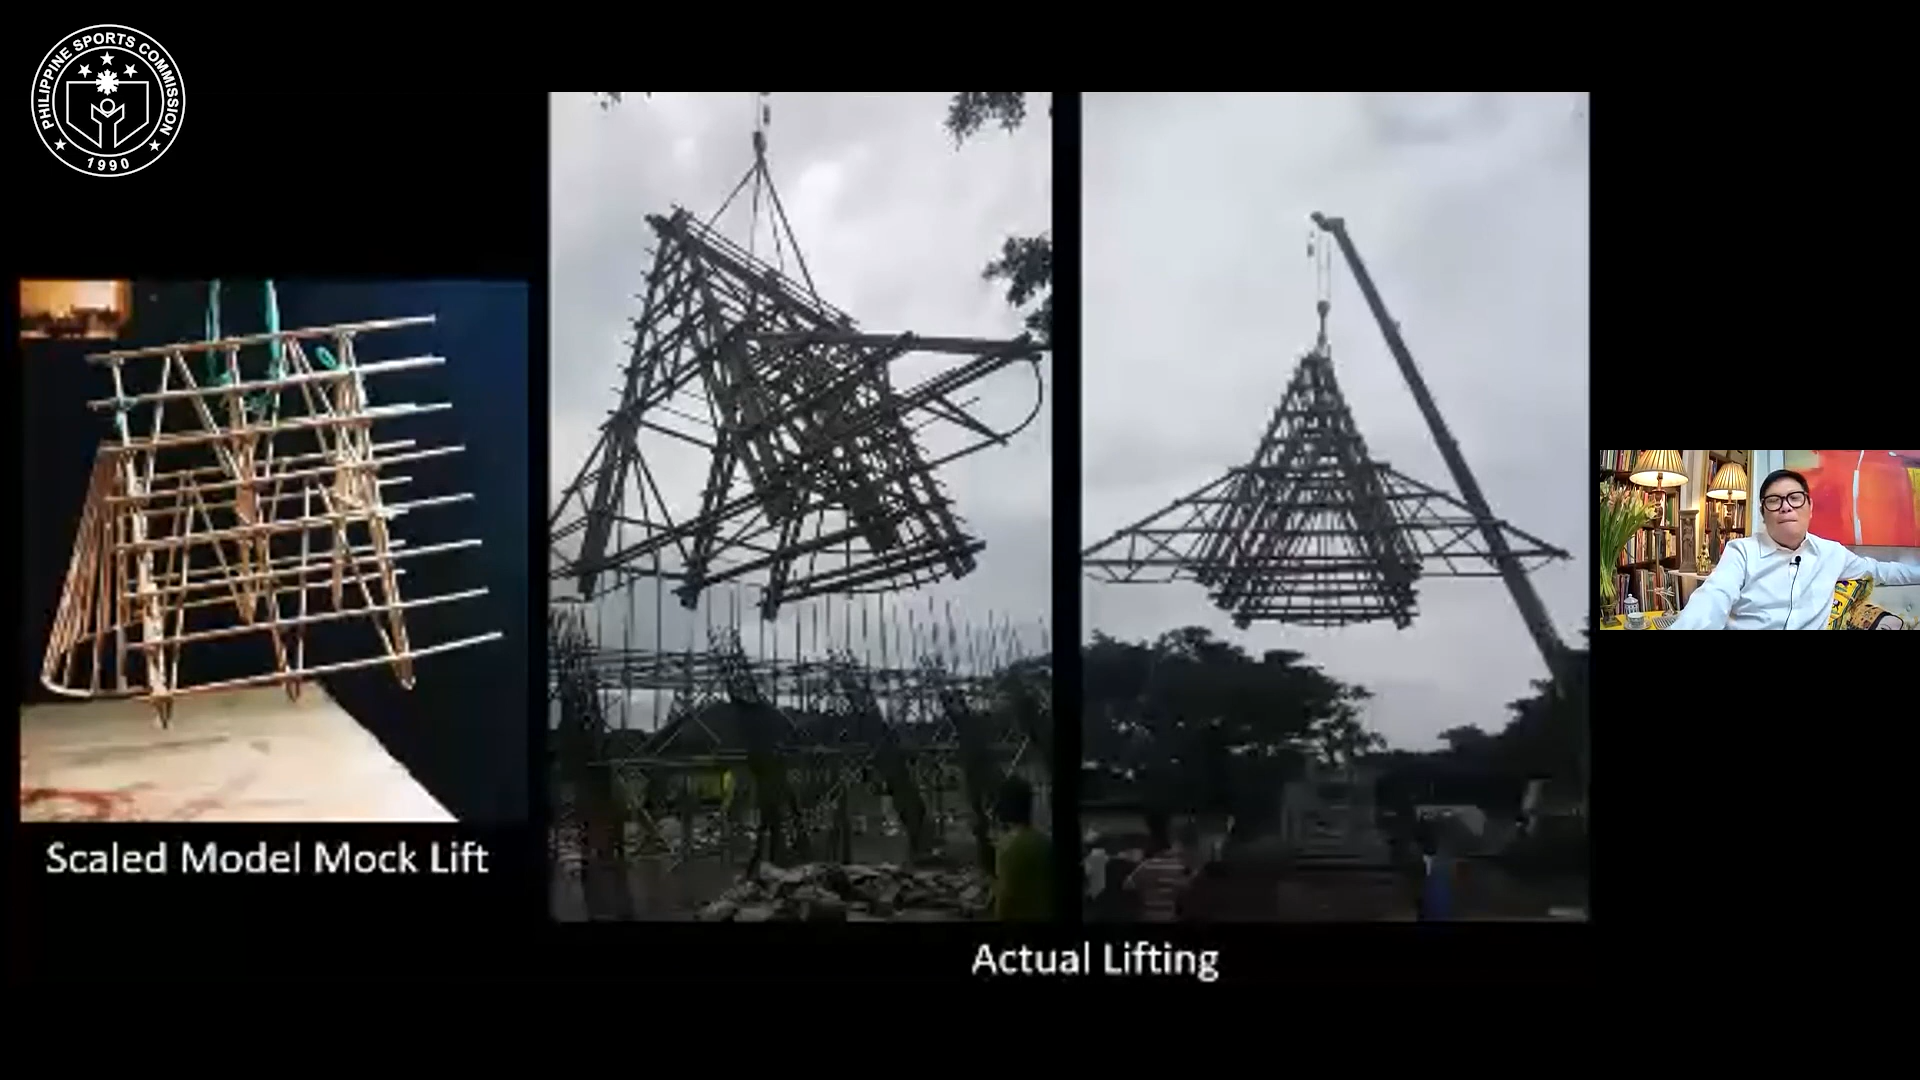 PHILIPPINE SPORTS COMMISSION
1990
Scaled Model Mock Lift
Actual Lifting